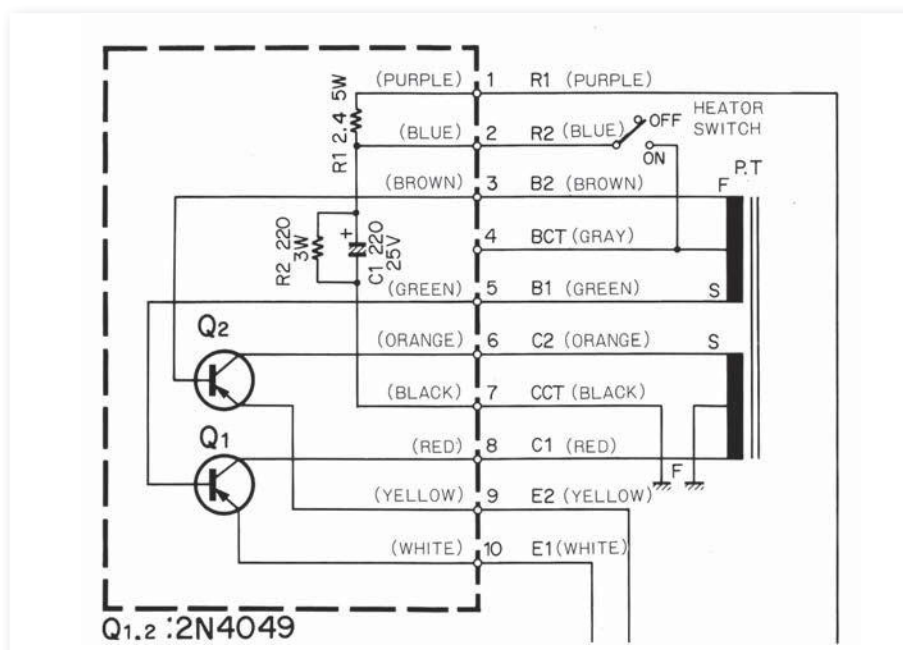 (PURPLE) 1 R1 (PURPLE)
R1 2.4 5W
HEATOR
SWITCH
OFF
(BLUE) 2 R2 (BLUE)
ON
P.T
(BROWN) 3 B2 (BROWN) F
R2 220
3W
+
C1 220
25V
4 BCT (GRAY)
(GREEN) 5 B1 (GREEN) S
Q2
(ORANGE) 6 C2 (ORANGE) S
(BLACK) 7 CCT (BLACK)
Q1
(RED) 8 C1 (RED)
F
(YELLOW) 9 E2 (YELLOW)
(WHITE) 10 E1(WHITE)
Q1.2 :2N4049